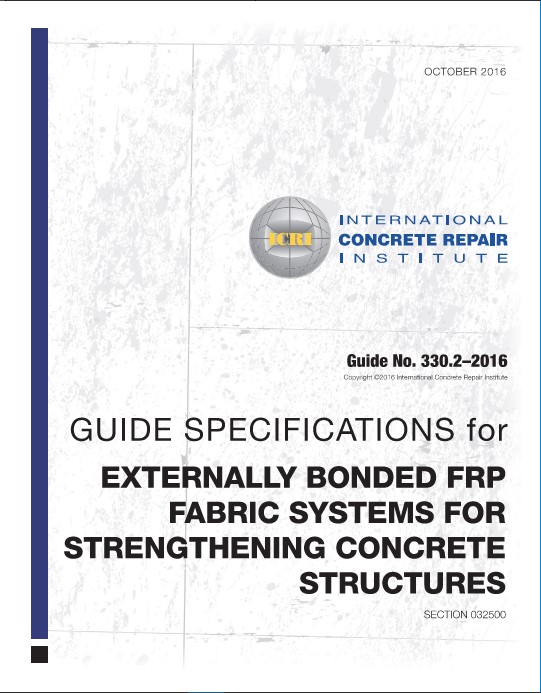 OCTOBER 2016
ICRI
INTERNATIONAL
CONCRETE REPAIR
INSTITUTE
Guide No. 330.2–2016
Copyright ©2016 International Concrete Repair Institute
GUIDE SPECIFICATIONS for
EXTERNALLY BONDED FRP
FABRIC SYSTEMS FOR
STRENGTHENING CONCRETE
STRUCTURES
SECTION 032500